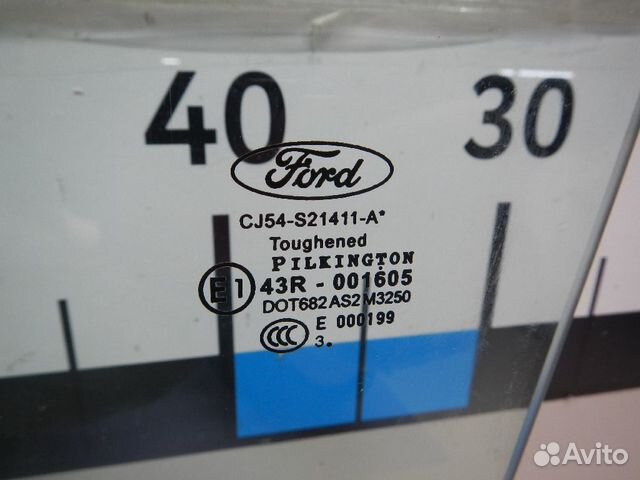 40 30
Ford
CJ54-S21411-A*
Toughened
PILKINGTON
E1 43R - 001605
DOT682 AS2 M3250
CCC E 000199
3.
Avito